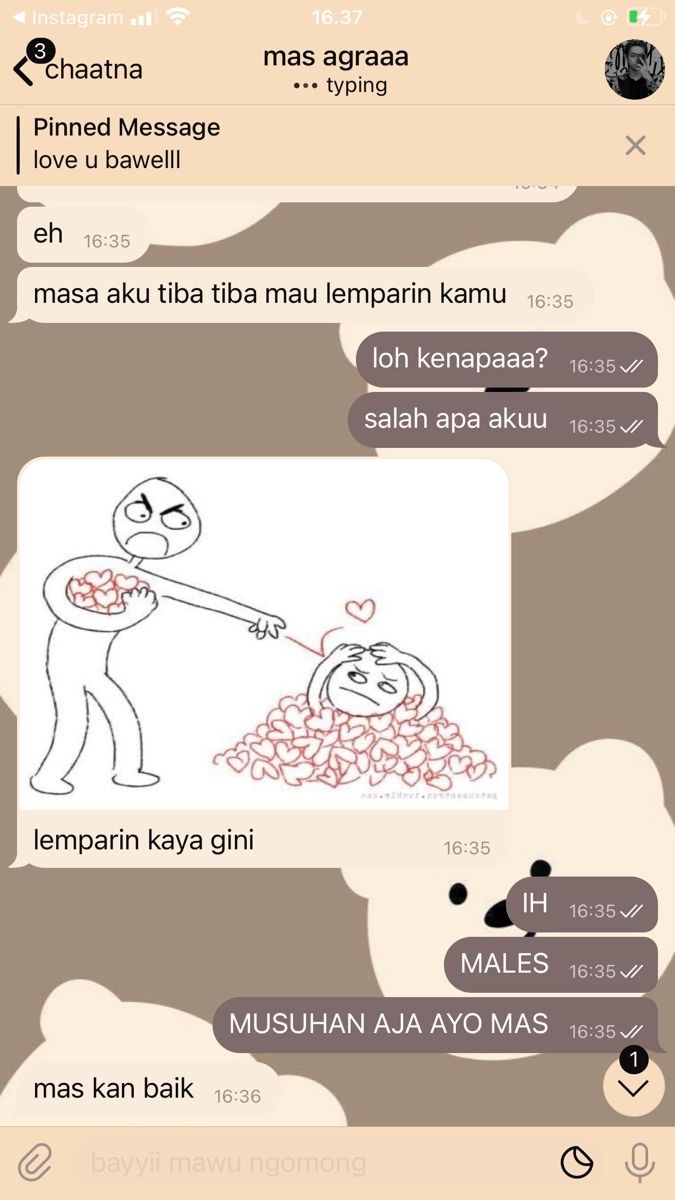 Instagram
16.37
3
chaatna
mas agraaa
typing
Pinned Message
love u bawelll
eh 16:35
masa aku tiba tiba mau lemparin kamu 16:35
loh kenapaaa? 16:35
salah apa akuu 16:35
lemparin kaya gini 16:35
IH 16:35
MALES 16:35
MUSUHAN AJA AYO MAS 16:35
1
mas kan baik 16:36
bayyii mawu ngomong